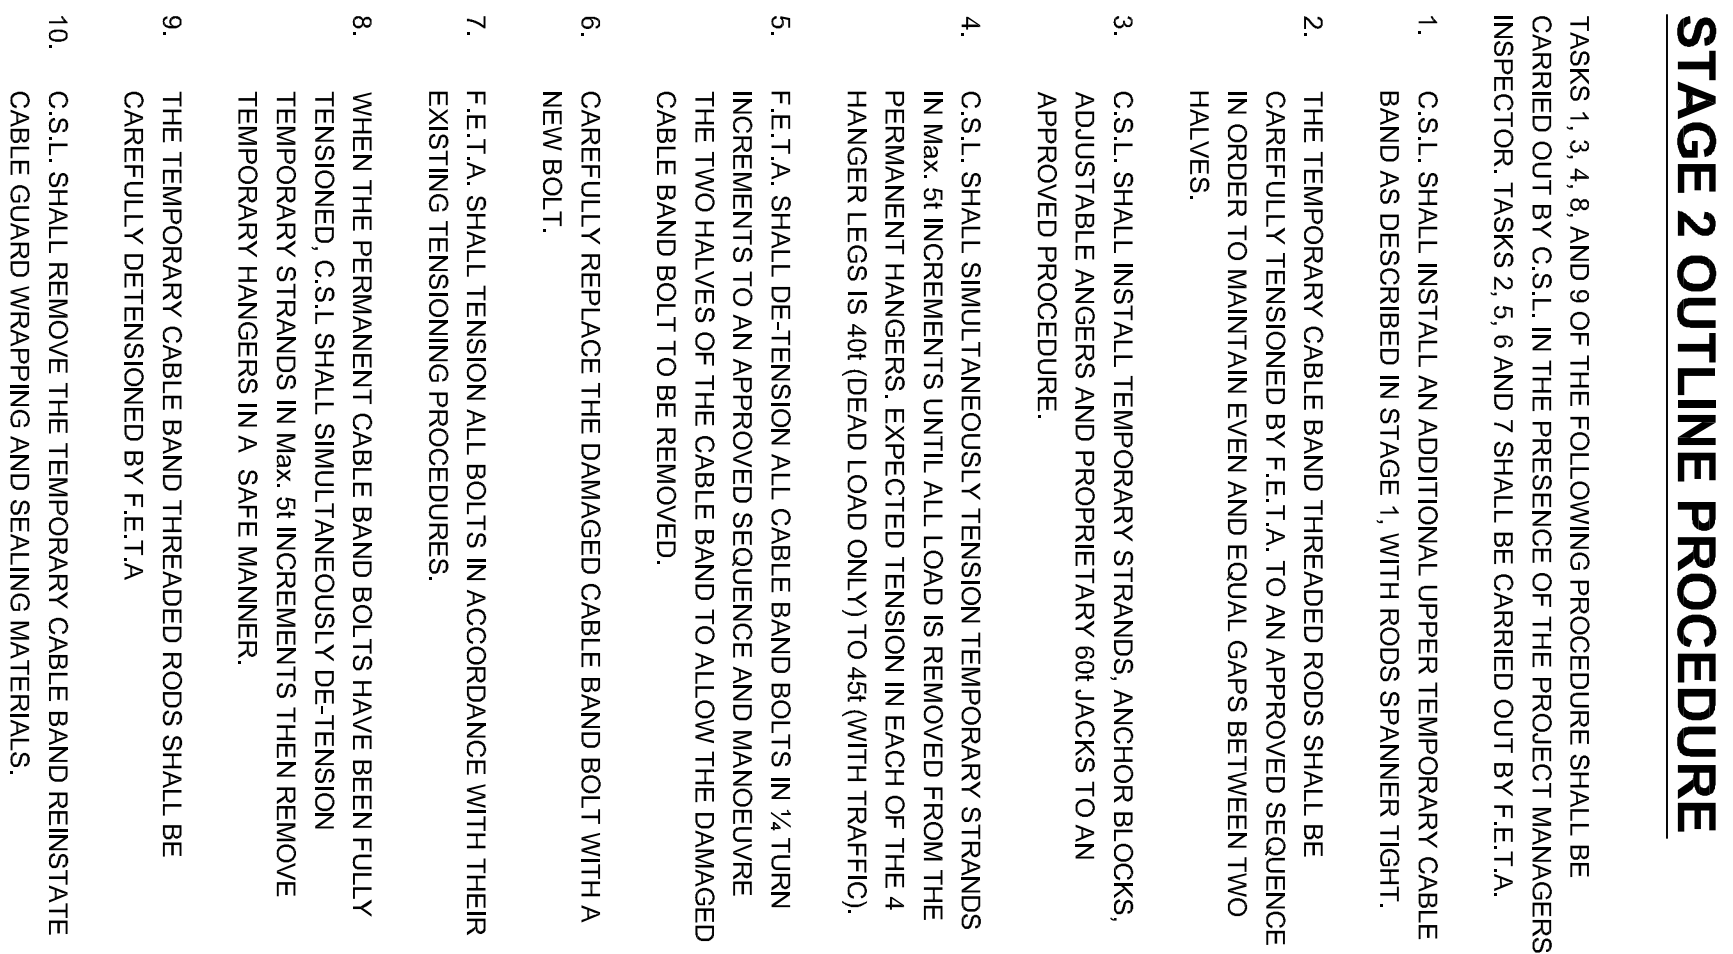 STAGE 2 OUTLINE PROCEDURE
TASKS 1, 3, 4, 8, AND 9 OF THE FOLLOWING PROCEDURE SHALL BE
CARRIED OUT BY C.S.L. IN THE PRESENCE OF THE PROJECT MANAGERS
INSPECTOR. TASKS 2, 5, 6 AND 7 SHALL BE CARRIED OUT BY F.E.T.A.
1. C.S.L. SHALL INSTALL AN ADDITIONAL UPPER TEMPORARY CABLE
BAND AS DESCRIBED IN STAGE 1, WITH RODS SPANNER TIGHT.
2. THE TEMPORARY CABLE BAND THREADED RODS SHALL BE
CAREFULLY TENSIONED BY F.E.T.A. TO AN APPROVED SEQUENCE
IN ORDER TO MAINTAIN EVEN AND EQUAL GAPS BETWEEN TWO
HALVES.
3. C.S.L. SHALL INSTALL TEMPORARY STRANDS, ANCHOR BLOCKS,
ADJUSTABLE ANGERS AND PROPRIETARY 60t JACKS TO AN
APPROVED PROCEDURE.
4. C.S.L. SHALL SIMULTANEOUSLY TENSION TEMPORARY STRANDS
IN Max. 5t INCREMENTS UNTIL ALL LOAD IS REMOVED FROM THE
PERMANENT HANGERS. EXPECTED TENSION IN EACH OF THE 4
HANGER LEGS IS 40t (DEAD LOAD ONLY) TO 45t (WITH TRAFFIC).
5. F.E.T.A. SHALL DE-TENSION ALL CABLE BAND BOLTS IN ¼ TURN
INCREMENTS TO AN APPROVED SEQUENCE AND MANOEUVRE
THE TWO HALVES OF THE CABLE BAND TO ALLOW THE DAMAGED
CABLE BAND BOLT TO BE REMOVED.
6. CAREFULLY REPLACE THE DAMAGED CABLE BAND BOLT WITH A
NEW BOLT.
7. F.E.T.A. SHALL TENSION ALL BOLTS IN ACCORDANCE WITH THEIR
EXISTING TENSIONING PROCEDURES.
8. WHEN THE PERMANENT CABLE BAND BOLTS HAVE BEEN FULLY
TENSIONED, C.S.L SHALL SIMULTANEOUSLY DE-TENSION
TEMPORARY STRANDS IN Max. 5t INCREMENTS THEN REMOVE
TEMPORARY HANGERS IN A SAFE MANNER.
9. THE TEMPORARY CABLE BAND THREADED RODS SHALL BE
CAREFULLY DETENSIONED BY F.E.T.A
10. C.S.L. SHALL REMOVE THE TEMPORARY CABLE BAND REINSTATE
CABLE GUARD WRAPPING AND SEALING MATERIALS.